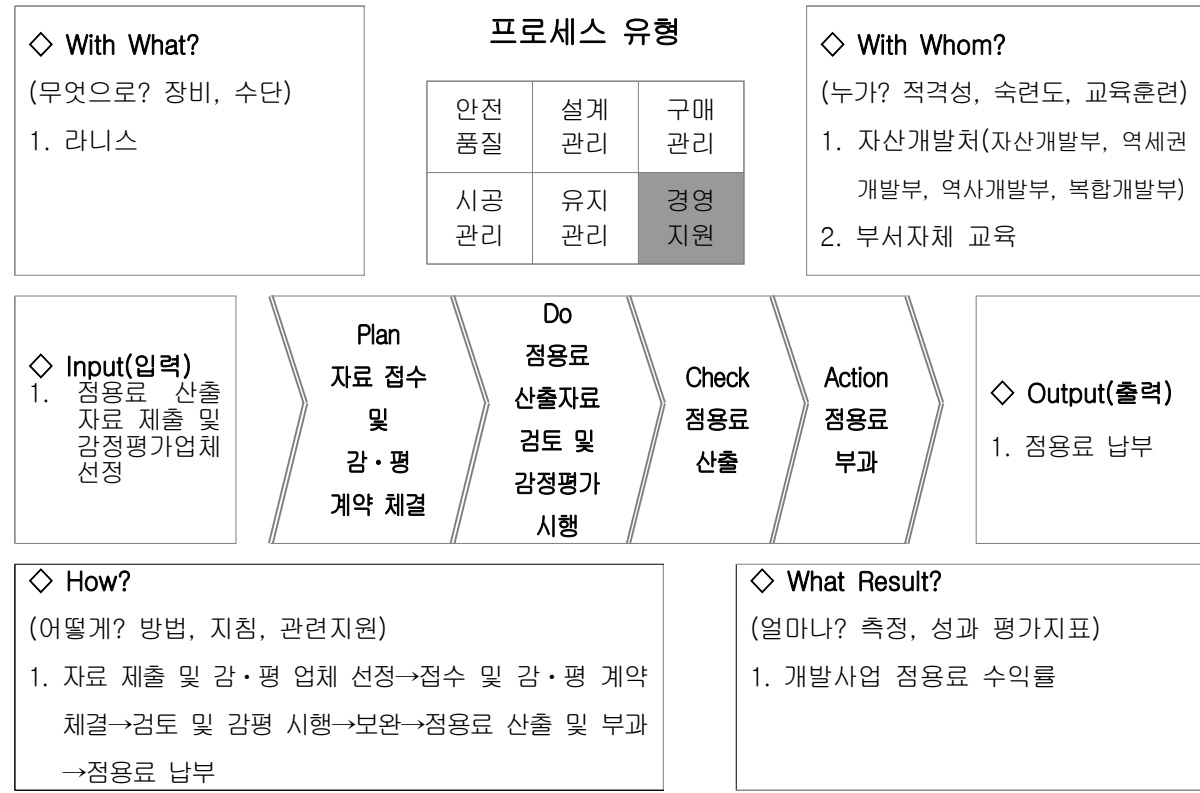 ◇ With What?
(무엇으로? 장비, 수단)
1. 라니스
프로세스 유형
안전
품질
설계
관리
구매
관리
시공
관리
유지
관리
경영
지원
◇ With Whom?
(누가? 적격성, 숙련도, 교육훈련)
1. 자산개발처(자산개발부, 역세권
개발부, 역사개발부, 복합개발부)
2. 부서자체 교육
◇ Input(입력)
1. 점용료 산출
자료 제출 및
감정평가업체
선정
Plan
자료 접수
및
감·평
계약 체결
Do
점용료
산출자료
검토 및
감정평가
시행
Check
점용료
산출
Action
점용료
부과
◇ Output(출력)
1. 점용료 납부
◇ How?
(어떻게? 방법, 지침, 관련지원)
1. 자료 제출 및 감·평 업체 선정→접수 및 감·평 계약
체결→검토 및 감평 시행→보완→점용료 산출 및 부과
→점용료 납부
◇ What Result?
(얼마나? 측정, 성과 평가지표)
1. 개발사업 점용료 수익률